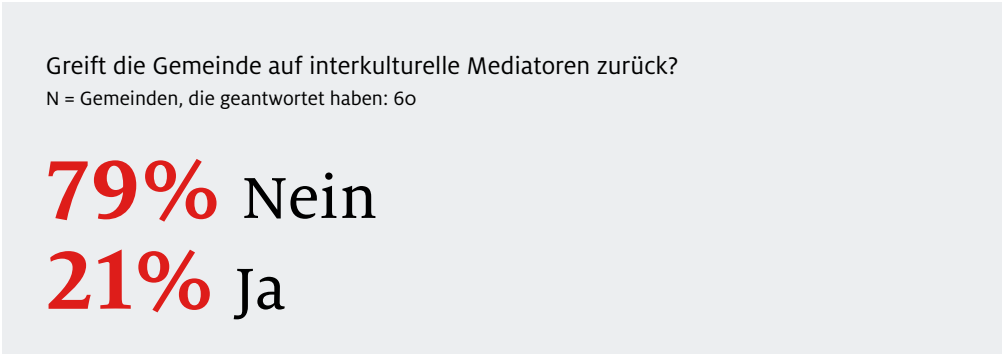 Greift die Gemeinde auf interkulturelle Mediatoren zurück?
N = Gemeinden, die geantwortet haben: 60
79% Nein
21% Ja